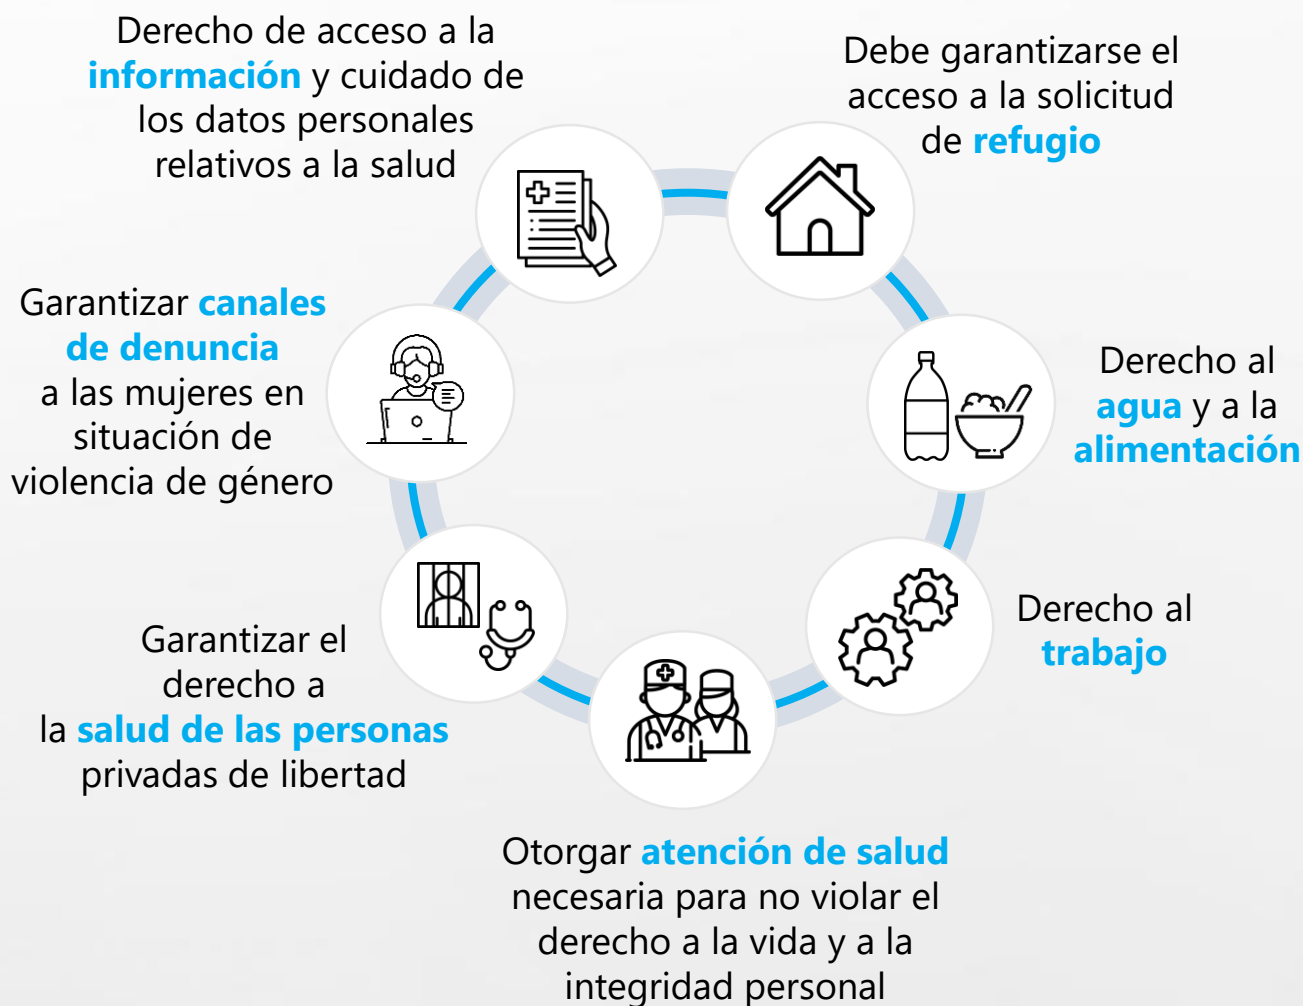 Derecho de acceso a la
información y cuidado de
los datos personales
relativos a la salud
Debe garantizarse el
acceso a la solicitud
de refugio
Garantizar canales
de denuncia
a las mujeres en
situación de
violencia de género
Derecho al
agua y a la
alimentación
Garantizar el
derecho a
la salud de las personas
privadas de libertad
Derecho al
trabajo
Otorgar atención de salud
necesaria para no violar el
derecho a la vida y a la
integridad personal